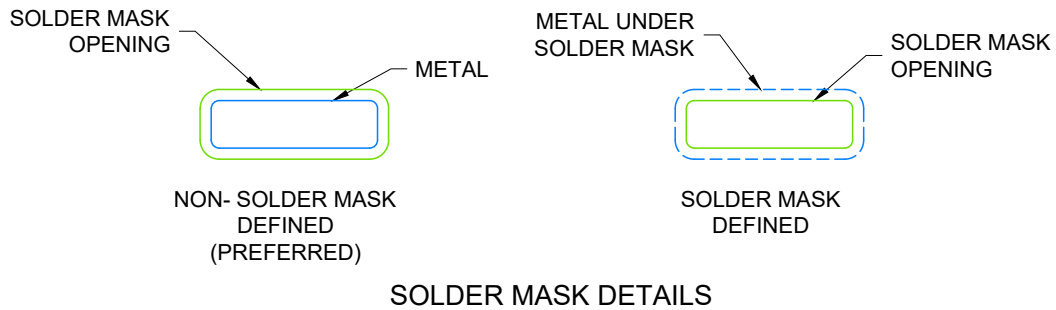 SOLDER MASK
OPENING
METAL
NON- SOLDER MASK
DEFINED
(PREFERRED)
METAL UNDER
SOLDER MASK
SOLDER MASK
OPENING
SOLDER MASK
DEFINED
SOLDER MASK DETAILS